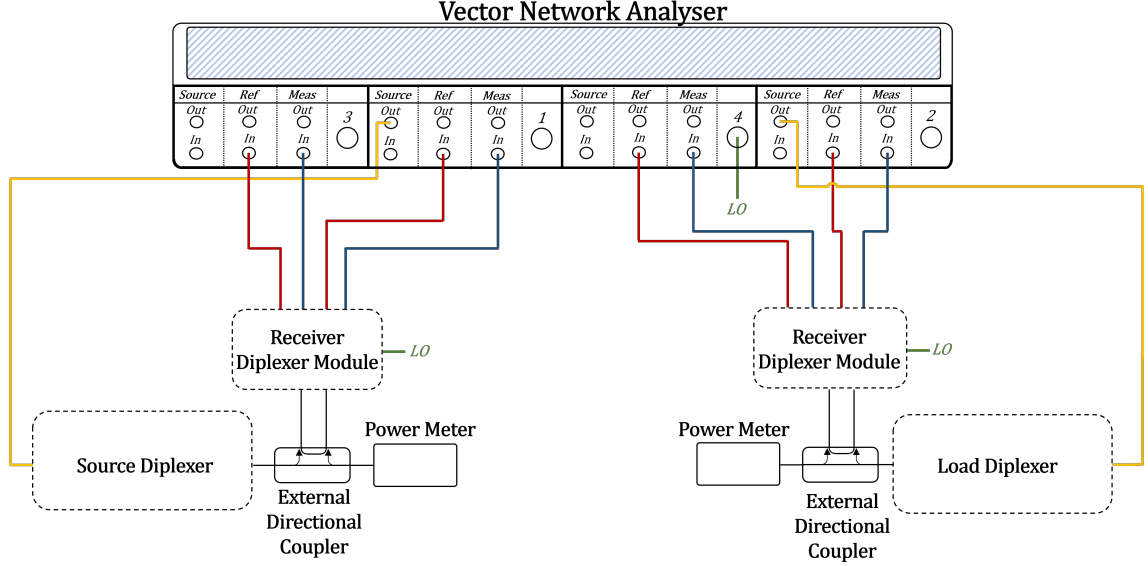 Vector Network Analyser
Source Ref Meas Source Ref Meas Source Ref Meas Source Ref Meas
Out Out Out 3 Out Out Out 1 Out Out Out 4 Out Out Out 2
In In In In In In In In In In In In
LO
Receiver
Diplexer Module
LO
Receiver
Diplexer Module
LO
Power Meter
Source Diplexer
External
Directional
Coupler
Power Meter
Load Diplexer
External
Directional
Coupler